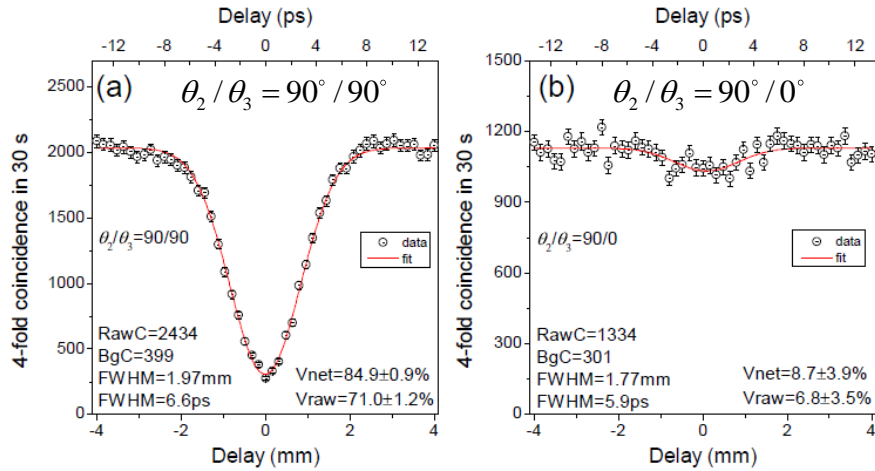 Delay (ps)
-12 -8 -4 0 4 8 12
(a) θ₂ / θ₃ = 90° / 90°
4-fold coincidence in 30 s
2500
2000
1500
1000
500
0
θ₂/θ₃=90/90
data
fit
RawC=2434
BgC=399
FWHM=1.97mm
FWHM=6.6ps
Vnet=84.9±0.9%
Vraw=71.0±1.2%
-4 -2 0 2 4
Delay (mm)
Delay (ps)
-12 -8 -4 0 4 8 12
(b) θ₂ / θ₃ = 90° / 0°
4-fold coincidence in 30 s
1500
1200
900
600
300
0
θ₂/θ₃=90/0
data
fit
RawC=1334
BgC=301
FWHM=1.77mm
FWHM=5.9ps
Vnet=8.7±3.9%
Vraw=6.8±3.5%
-4 -2 0 2 4
Delay (mm)